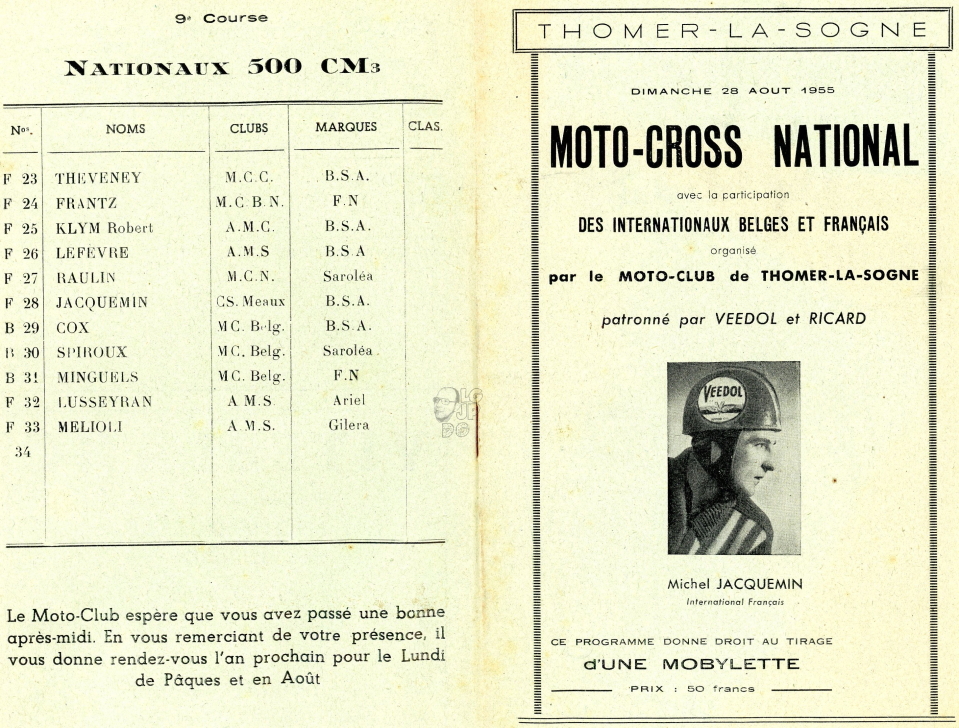 9e Course
NATIONAUX 500 CM3
Nos. NOMS CLUBS MARQUES CLAS.
F 23 THEVENEY M.C.C. B.S.A.
F 24 FRANTZ M.C.B.N. F.N
F 25 KLYM Robert A.M.C. B.S.A.
F 26 LEFÈVRE A.M.S B.S.A
F 27 RAULIN M.C.N. Saroléa
F 28 JACQUEMIN CS. Meaux B.S.A.
B 29 COX MC. Belg. B.S.A.
B 30 SPIROUX MC. Belg. Saroléa.
B 31 MINGUELS MC. Belg. F.N
F 32 LUSSEYRAN A M.S. Ariel
F 33 MELIOLI A.M.S. Gilera
34
Le Moto-Club espère que vous avez passé une bonne
après-midi. En vous remerciant de votre présence, il
vous donne rendez-vous l'an prochain pour le Lundi
de Pâques et en Août
THOMER-LA-SOGNE
DIMANCHE 28 AOUT 1955
MOTO-CROSS NATIONAL
avec la participation
DES INTERNATIONAUX BELGES ET FRANÇAIS
organisé
par le MOTO-CLUB de THOMER-LA-SOGNE
patronné par VEEDOL et RICARD
VEEDOL
Michel JACQUEMIN
International Français
CE PROGRAMME DONNE DROIT AU TIRAGE
d'UNE MOBYLETTE
PRIX : 50 francs